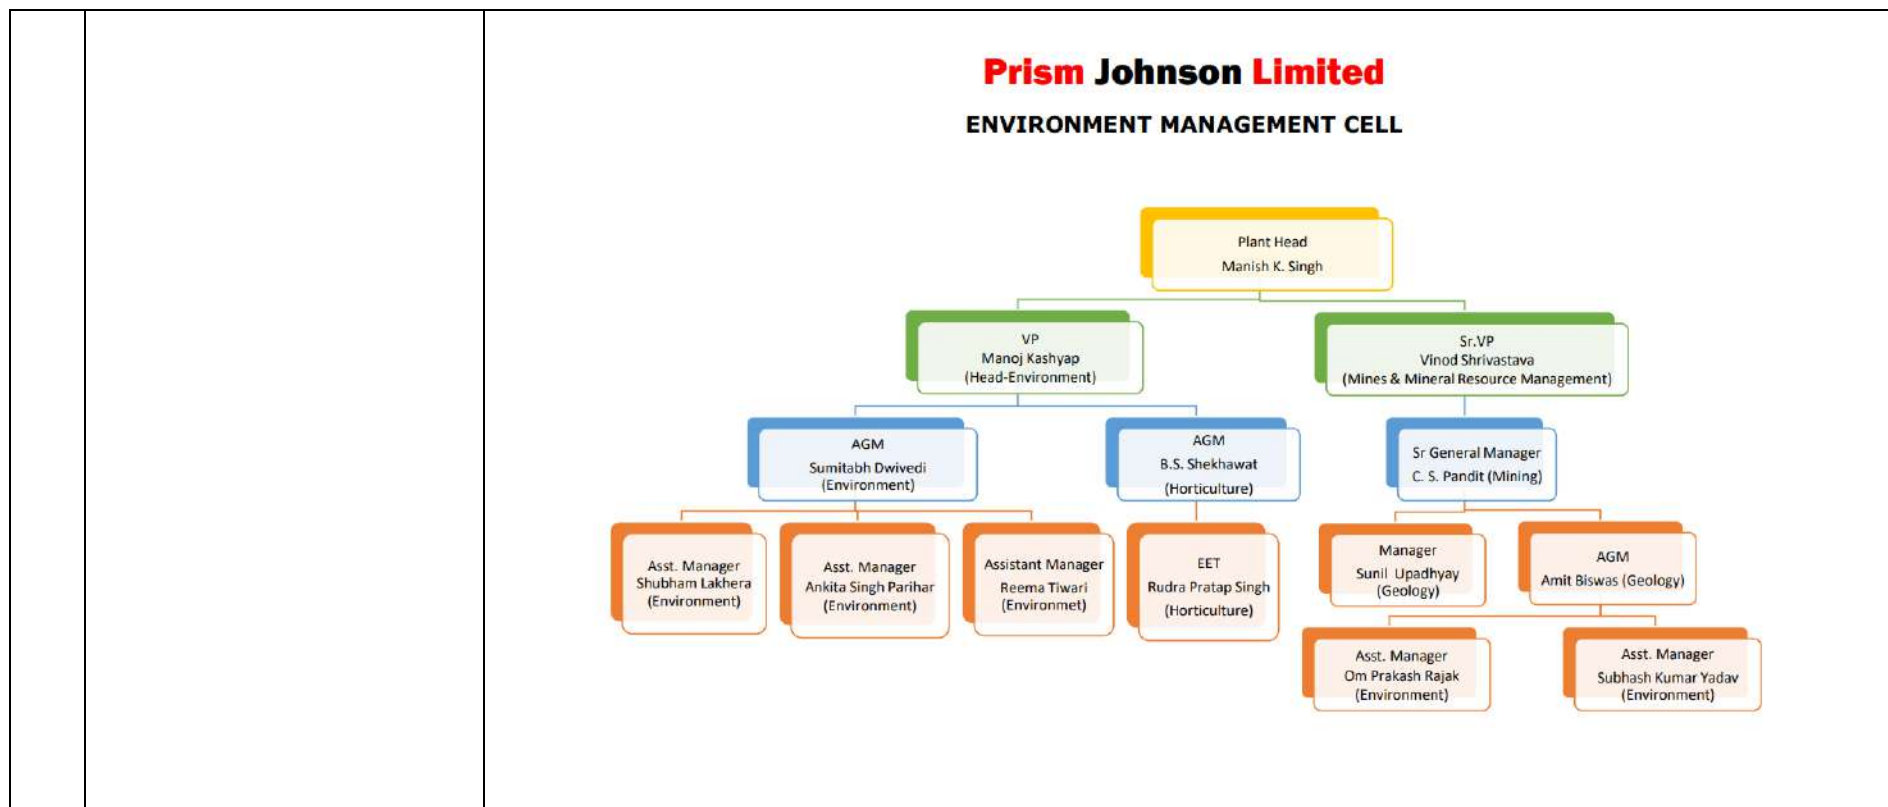 Prism Johnson Limited
ENVIRONMENT MANAGEMENT CELL
Plant Head
Manish K. Singh
VP
Manoj Kashyap
(Head-Environment)
Sr.VP
Vinod Shrivastava
(Mines & Mineral Resource Management)
AGM
Sumitabh Dwivedi
(Environment)
AGM
B.S. Shekhawat
(Horticulture)
Sr General Manager
C. S. Pandit (Mining)
Asst. Manager
Shubham Lakhera
(Environment)
Asst. Manager
Ankita Singh Parihar
(Environment)
Assistant Manager
Reema Tiwari
(Environmet)
EET
Rudra Pratap Singh
(Horticulture)
Manager
Sunil Upadhyay
(Geology)
AGM
Amit Biswas (Geology)
Asst. Manager
Om Prakash Rajak
(Environment)
Asst. Manager
Subhash Kumar Yadav
(Environment)